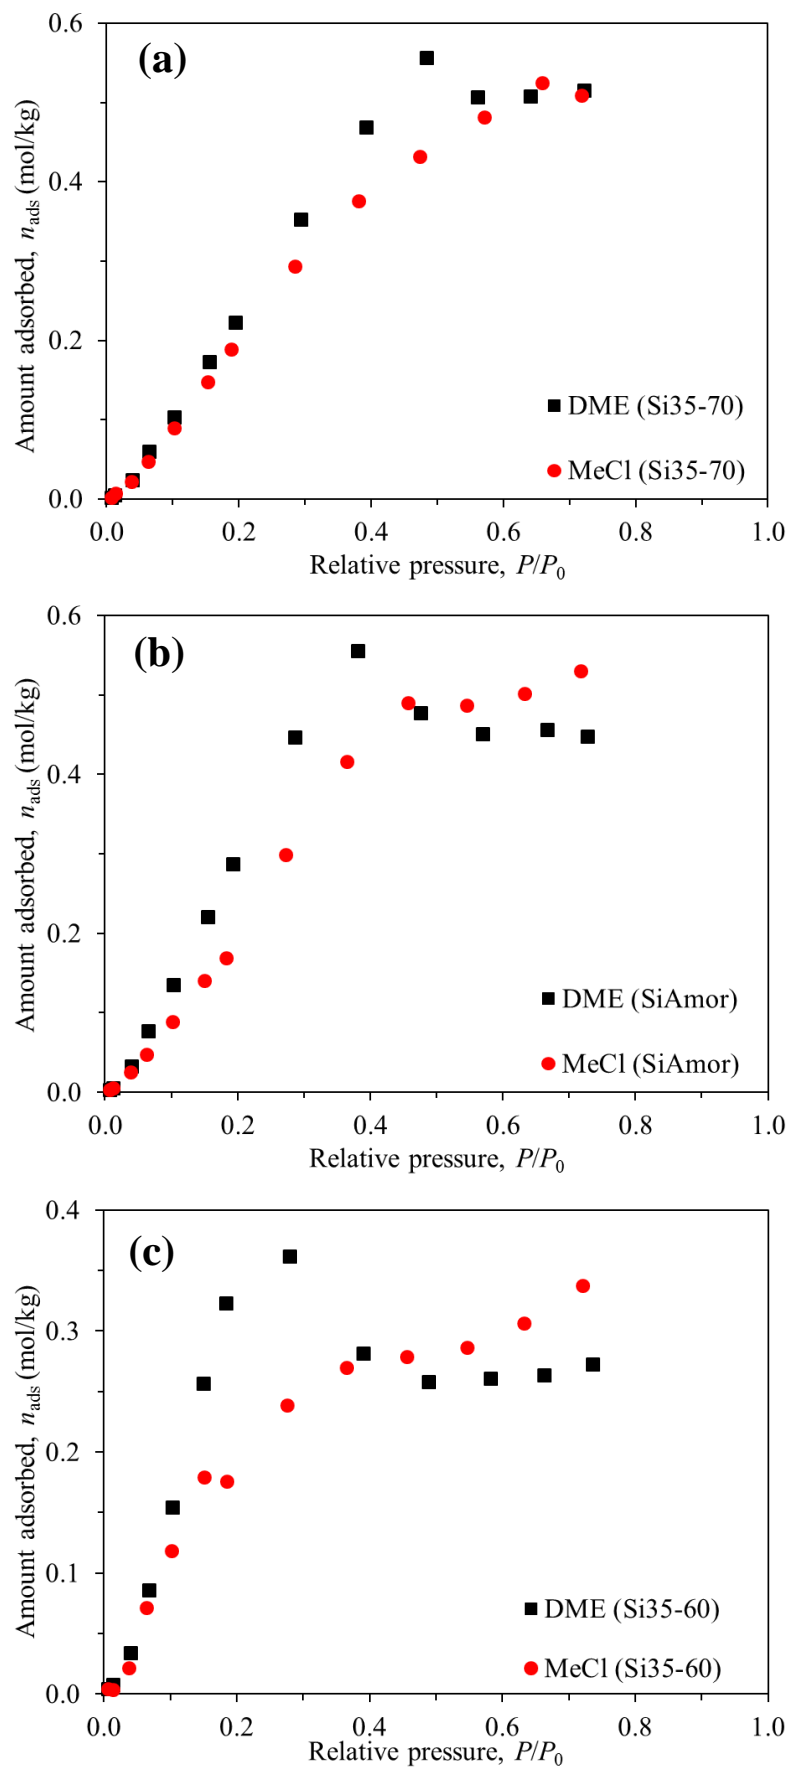 (a)
Amount adsorbed, nads (mol/kg)
0.6
0.4
0.2
0.0
DME (Si35-70)
MeCl (Si35-70)
0.0 0.2 0.4 0.6 0.8 1.0
Relative pressure, P/P0
(b)
Amount adsorbed, nads (mol/kg)
0.6
0.4
0.2
0.0
DME (SiAmor)
MeCl (SiAmor)
0.0 0.2 0.4 0.6 0.8 1.0
Relative pressure, P/P0
(c)
Amount adsorbed, nads (mol/kg)
0.4
0.3
0.2
0.1
0.0
DME (Si35-60)
MeCl (Si35-60)
0.0 0.2 0.4 0.6 0.8 1.0
Relative pressure, P/P0